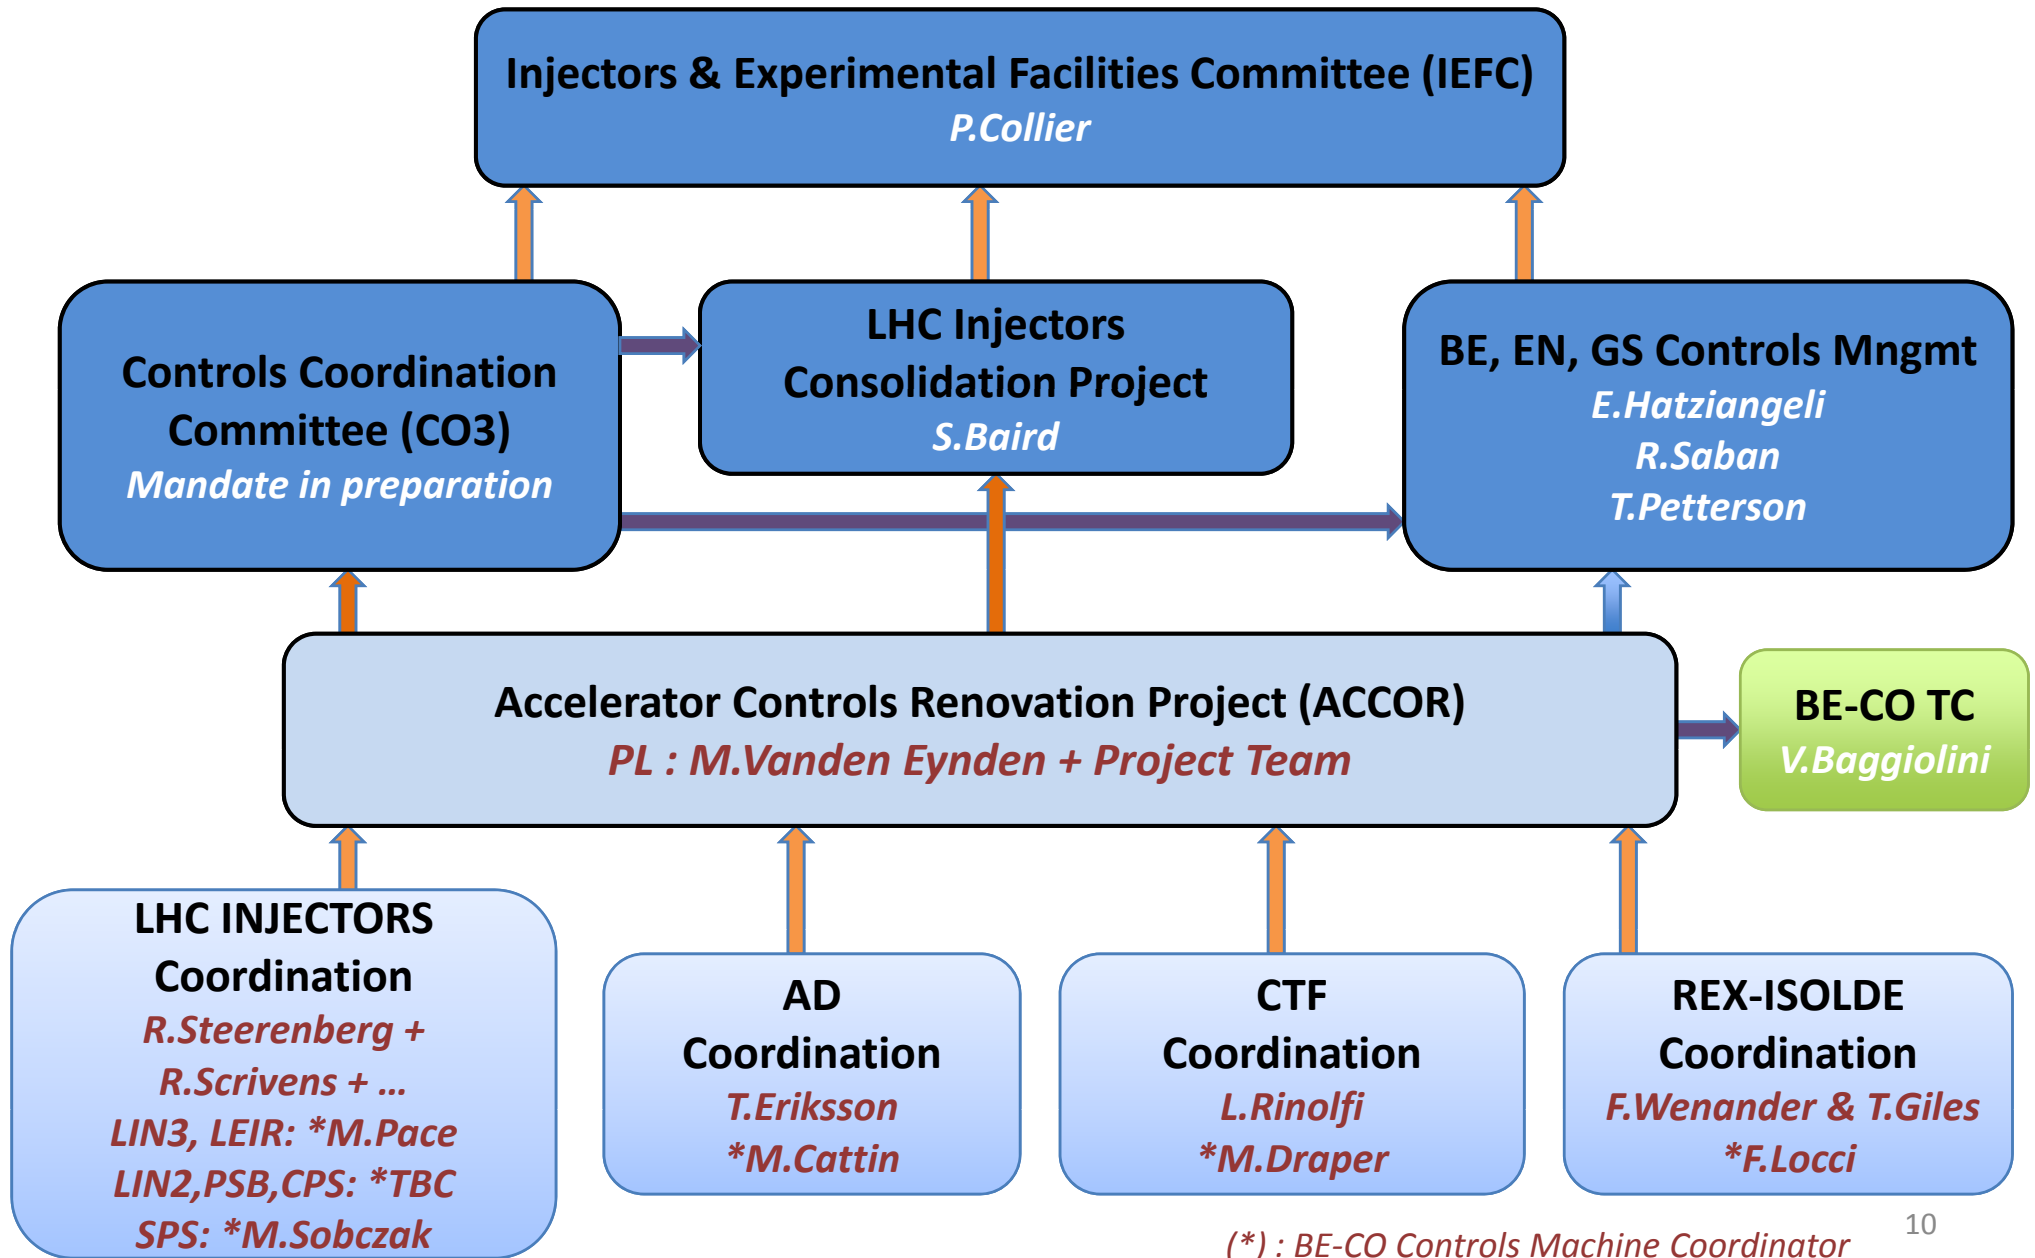 Injectors & Experimental Facilities Committee (IEFC)
P.Collier
Controls Coordination
Committee (CO3)
Mandate in preparation
LHC Injectors
Consolidation Project
S.Baird
BE, EN, GS Controls Mngmt
E.Hatziangeli
R.Saban
T.Petterson
Accelerator Controls Renovation Project (ACCOR)
PL : M.Vanden Eynden + Project Team
BE-CO TC
V.Baggiolini
LHC INJECTORS
Coordination
R.Steerenberg +
R.Scrivens + …
LIN3, LEIR: *M.Pace
LIN2,PSB,CPS: *TBC
SPS: *M.Sobczak
AD
Coordination
T.Eriksson
*M.Cattin
CTF
Coordination
L.Rinolfi
*M.Draper
REX-ISOLDE
Coordination
F.Wenander & T.Giles
*F.Locci
(*) : BE-CO Controls Machine Coordinator
10